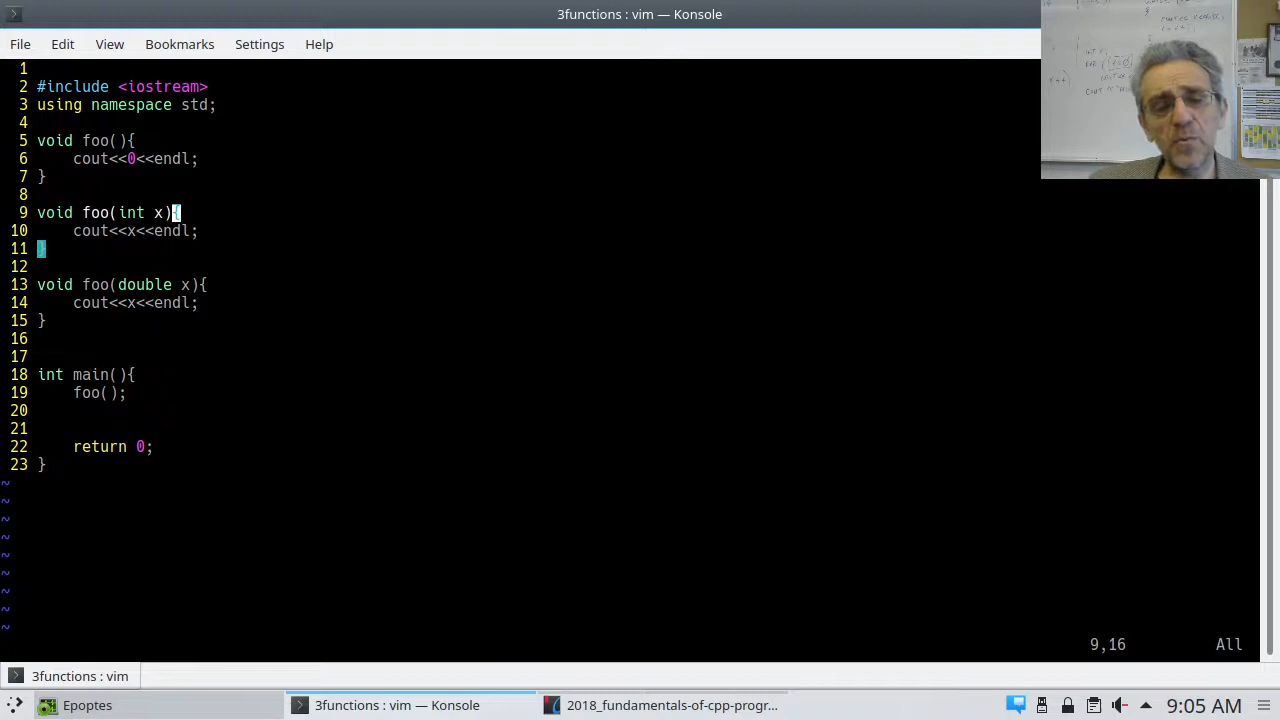 3functions : vim — Konsole
File Edit View Bookmarks Settings Help
1
2 #include <iostream>
3 using namespace std;
4
5 void foo(){
6     cout<<0<<endl;
7 }
8
9 void foo(int x){
10     cout<<x<<endl;
11 }
12
13 void foo(double x){
14     cout<<x<<endl;
15 }
16
17
18 int main(){
19     foo();
20
21
22     return 0;
23 }
~
~
~
~
~
~
~
~
~
9,16 All
3functions : vim
Epoptes 3functions : vim — Konsole 2018_fundamentals-of-cpp-progr... 9:05 AM